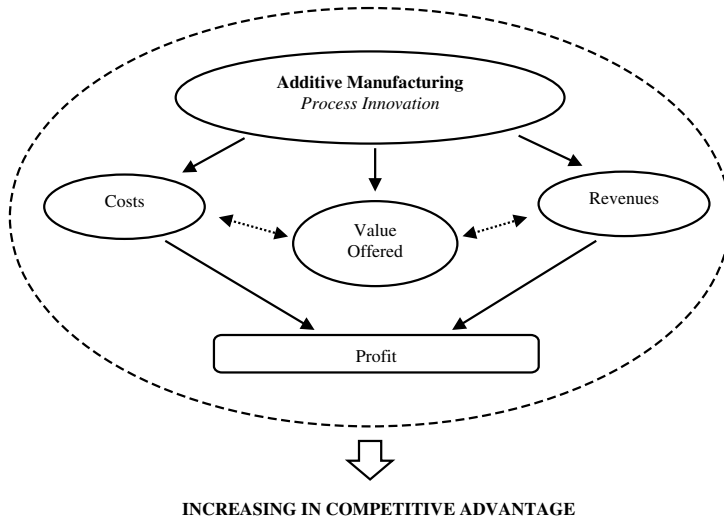 Additive Manufacturing
Process Innovation
Costs
Revenues
Value
Offered
Profit
INCREASING IN COMPETITIVE ADVANTAGE